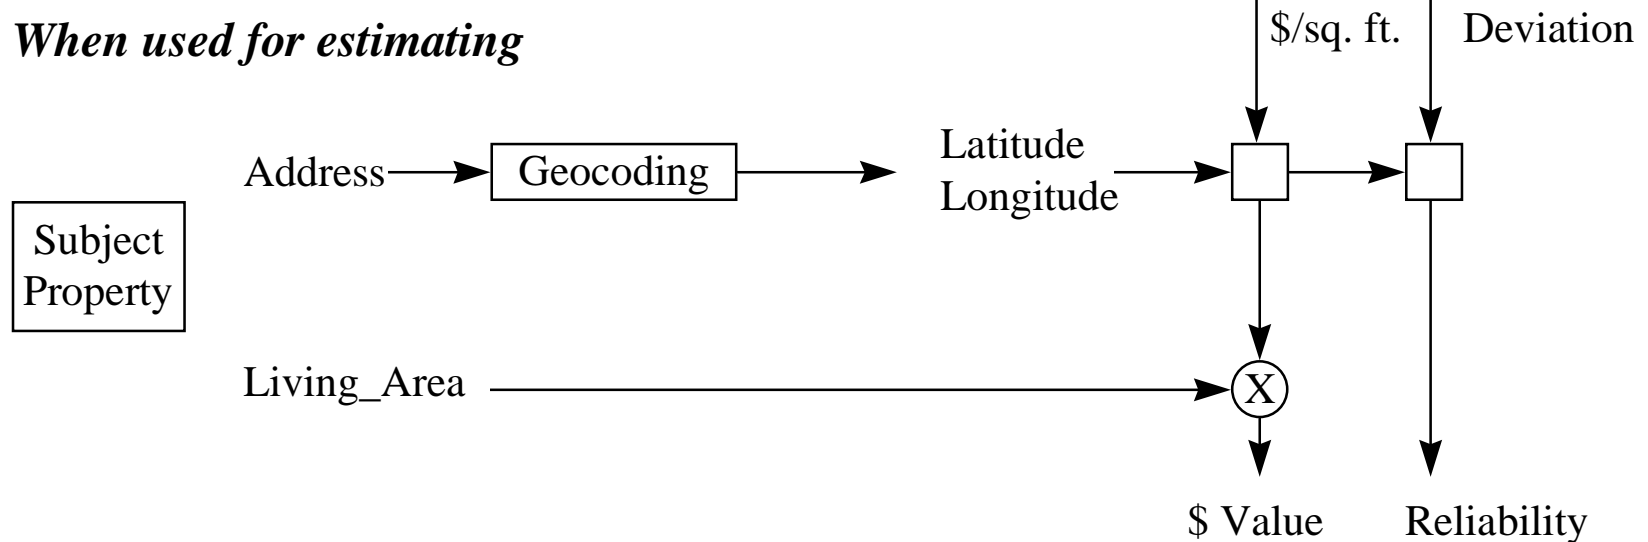 When used for estimating
$/sq. ft.
Deviation
Address
Geocoding
Latitude
Longitude
Subject
Property
Living_Area
X
$ Value
Reliability